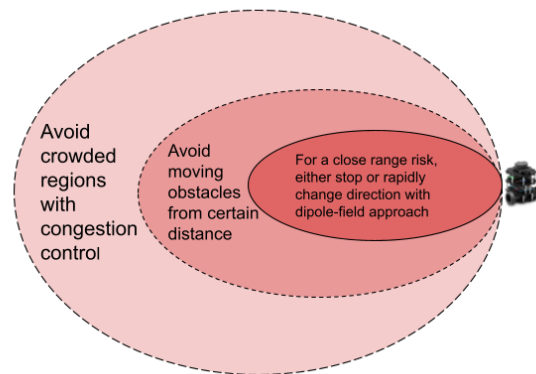 Avoid
crowded
regions
with
congestion
control
Avoid
moving
obstacles
from certain
distance
For a close range risk,
either stop or rapidly
change direction with
dipole-field approach